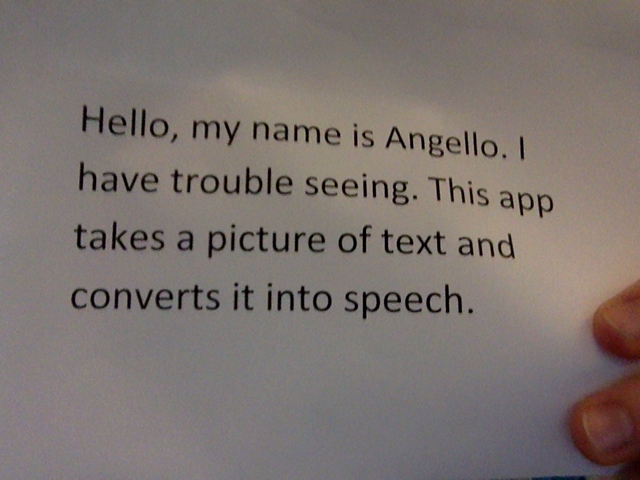 Hello, my name is Angello. I
have trouble seeing. This app
takes a picture of text and
converts it into speech.